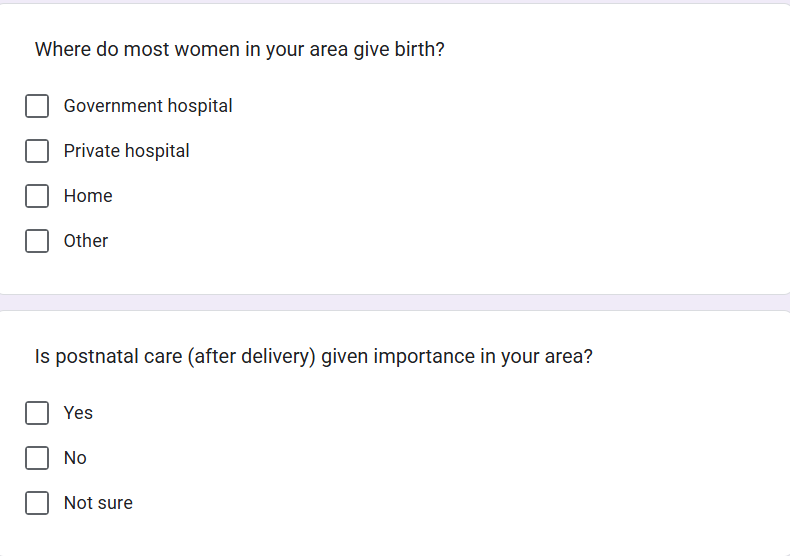 Where do most women in your area give birth?
Government hospital
Private hospital
Home
Other
Is postnatal care (after delivery) given importance in your area?
Yes
No
Not sure